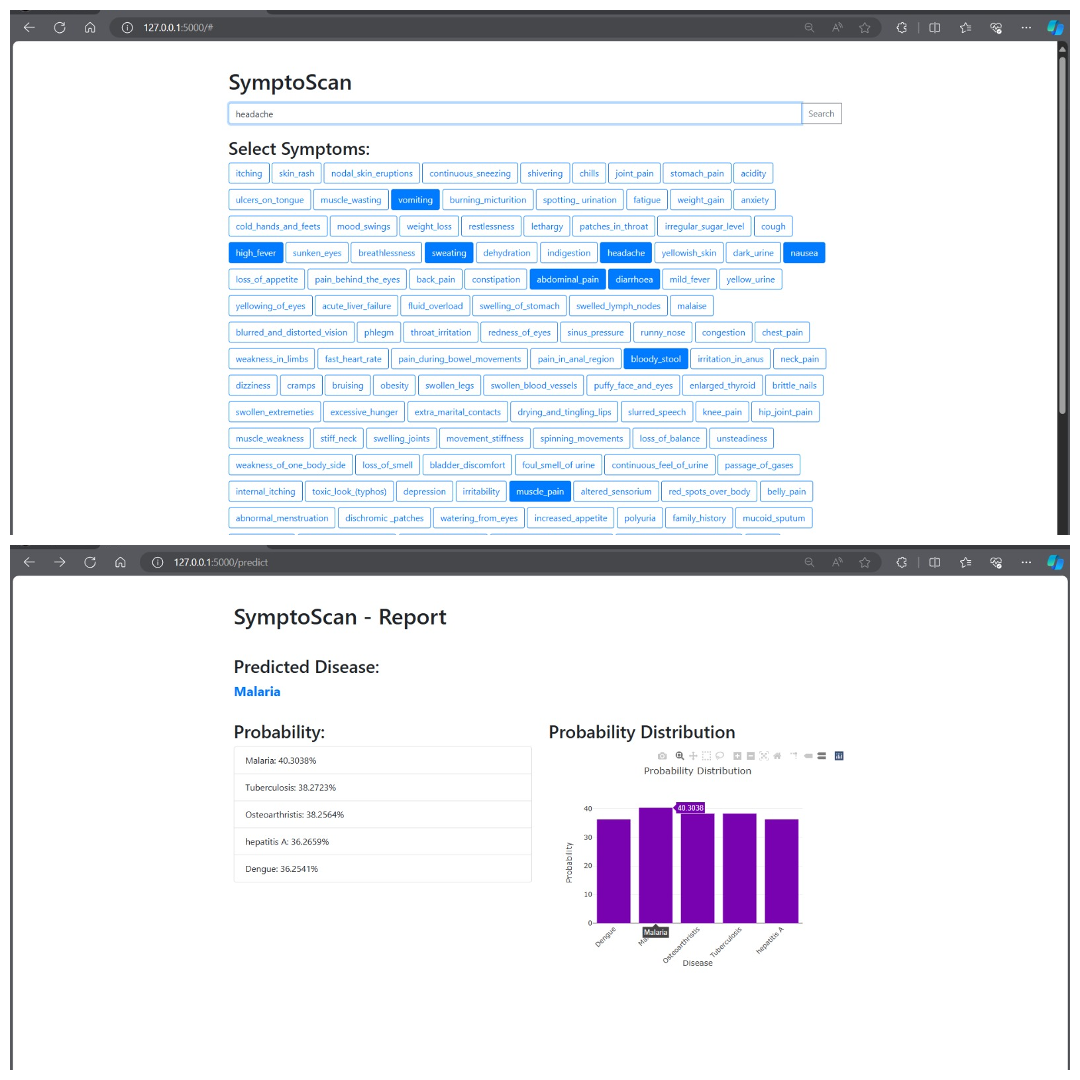 127.0.0.1:5000/#
SymptoScan
headache Search
Select Symptoms:
itching skin_rash nodal_skin_eruptions continuous_sneezing shivering chills joint_pain stomach_pain acidity
ulcers_on_tongue muscle_wasting vomiting burning_micturition spotting_ urination fatigue weight_gain anxiety
cold_hands_and_feets mood_swings weight_loss restlessness lethargy patches_in_throat irregular_sugar_level cough
high_fever sunken_eyes breathlessness sweating dehydration indigestion headache yellowish_skin dark_urine nausea
loss_of_appetite pain_behind_the_eyes back_pain constipation abdominal_pain diarrhoea mild_fever yellow_urine
yellowing_of_eyes acute_liver_failure fluid_overload swelling_of_stomach swelled_lymph_nodes malaise
blurred_and_distorted_vision phlegm throat_irritation redness_of_eyes sinus_pressure runny_nose congestion chest_pain
weakness_in_limbs fast_heart_rate pain_during_bowel_movements pain_in_anal_region bloody_stool irritation_in_anus neck_pain
dizziness cramps bruising obesity swollen_legs swollen_blood_vessels puffy_face_and_eyes enlarged_thyroid brittle_nails
swollen_extremeties excessive_hunger extra_marital_contacts drying_and_tingling_lips slurred_speech knee_pain hip_joint_pain
muscle_weakness stiff_neck swelling_joints movement_stiffness spinning_movements loss_of_balance unsteadiness
weakness_of_one_body_side loss_of_smell bladder_discomfort foul_smell_of urine continuous_feel_of_urine passage_of_gases
internal_itching toxic_look_(typhos) depression irritability muscle_pain altered_sensorium red_spots_over_body belly_pain
abnormal_menstruation dischromic _patches watering_from_eyes increased_appetite polyuria family_history mucoid_sputum
127.0.0.1:5000/predict
SymptoScan - Report
Predicted Disease:
Malaria
Probability:
Malaria: 40.3038%
Tuberculosis: 38.2723%
Osteoarthristis: 38.2564%
hepatitis A: 36.2659%
Dengue: 36.2541%
Probability Distribution
Probability Distribution
40.3038
40
30
20
10
0
Probability
Dengue
Malaria
Osteoarthristis
Tuberculosis
hepatitis A
Disease